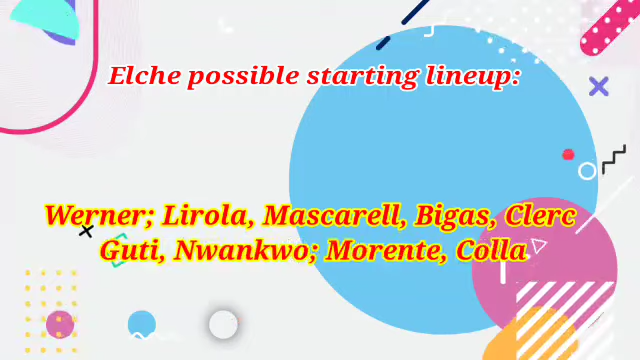 Elche possible starting lineup:
Werner; Lirola, Mascarell, Bigas, Clerc
Guti, Nwankwo; Morente, Colla